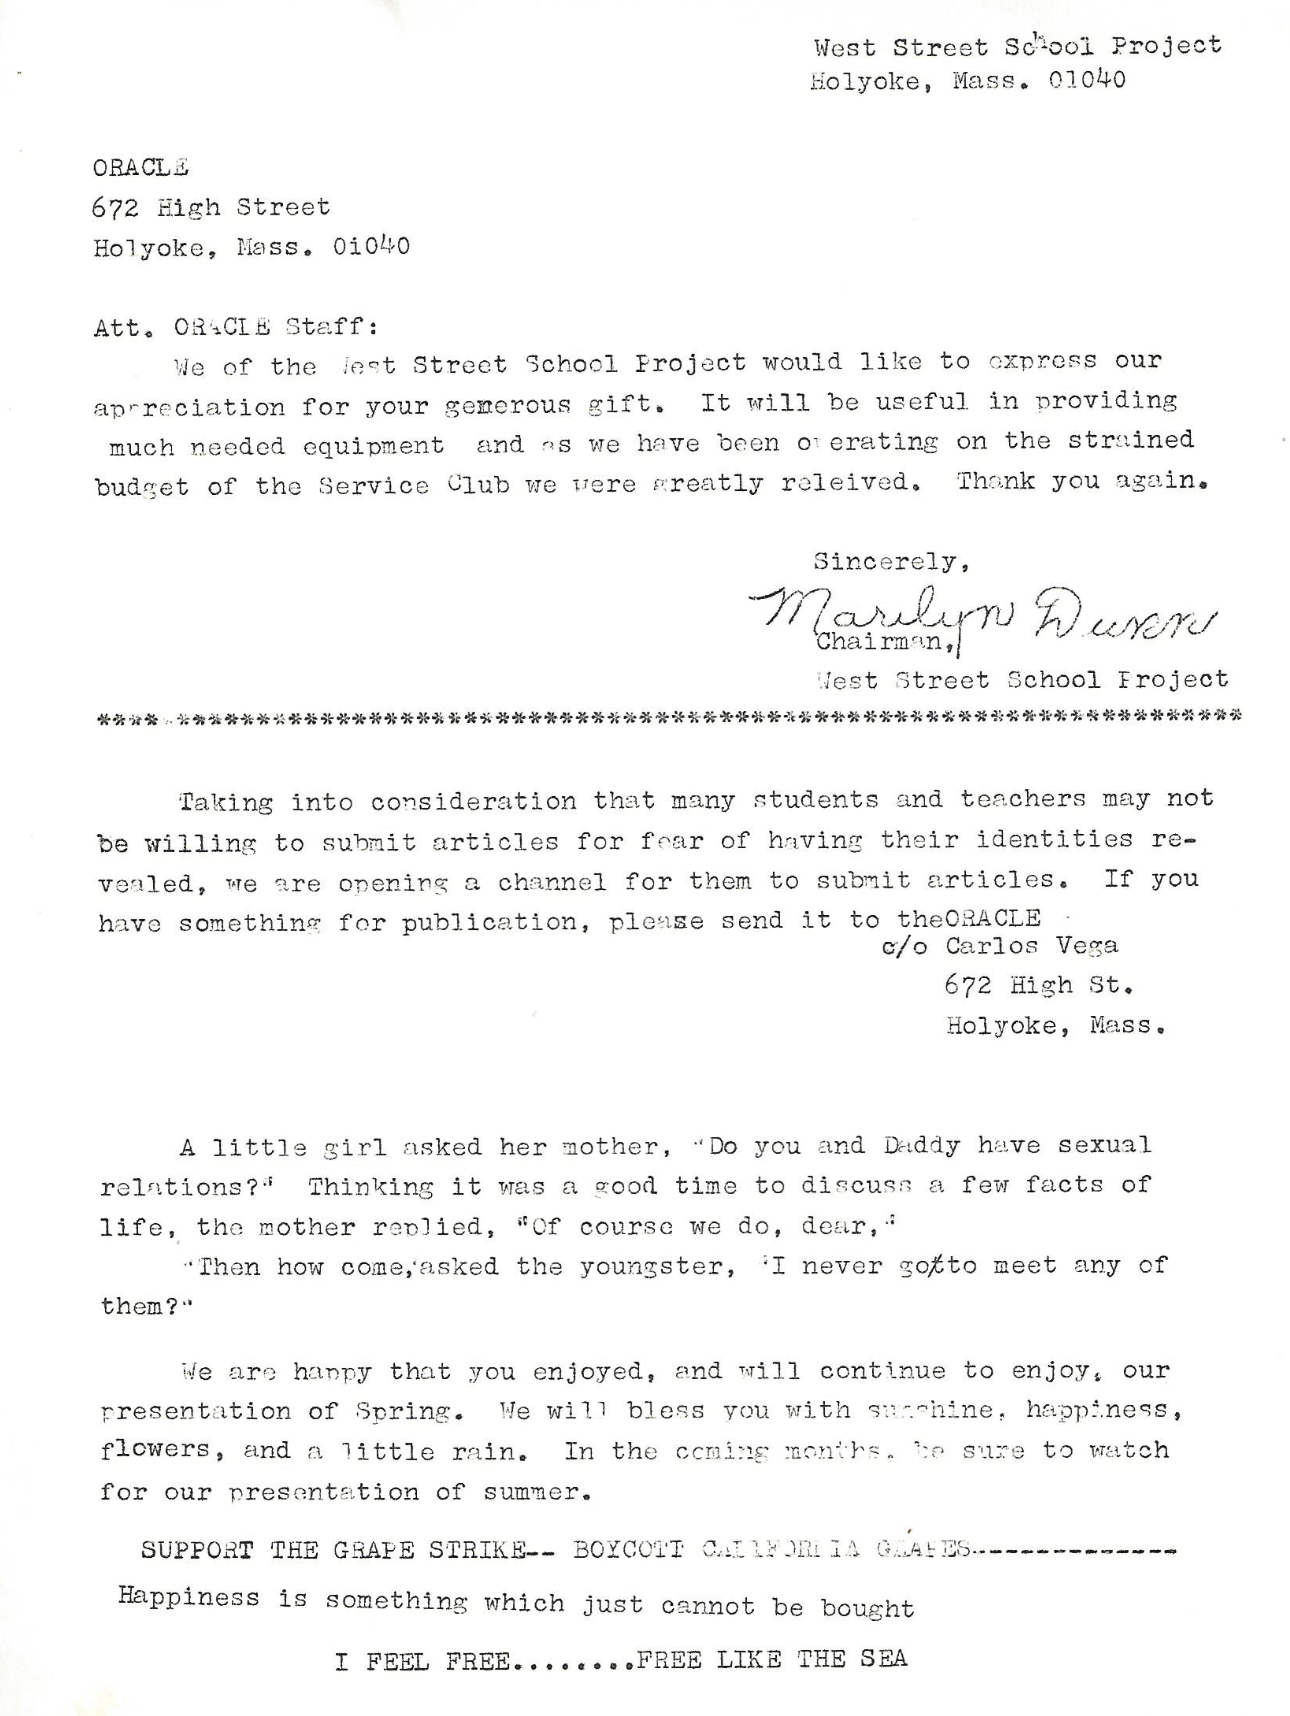 West Street School Project
Holyoke, Mass. 01040
ORACLE
672 High Street
Holyoke, Mass. 0i040
Att. ORACLE Staff:
We of the West Street School Project would like to express our
appreciation for your gemerous gift. It will be useful in providing
much needed equipment and as we have been operating on the strained
budget of the Service Club we were greatly releived. Thank you again.
Sincerely,
Marilyn Dunn
Chairman,
West Street School Project
************************************************************************
Taking into consideration that many students and teachers may not
be willing to submit articles for fear of having their identities re-
vealed, we are opening a channel for them to submit articles. If you
have something for publication, please send it to theORACLE
c/o Carlos Vega
672 High St.
Holyoke, Mass.
A little girl asked her mother, "Do you and Daddy have sexual
relations?" Thinking it was a good time to discuss a few facts of
life, the mother replied, "Of course we do, dear,"
"Then how come,'asked the youngster, 'I never got to meet any of
them?"
We are happy that you enjoyed, and will continue to enjoy, our
presentation of Spring. We will bless you with sunshine, happiness,
flowers, and a little rain. In the coming months, be sure to watch
for our presentation of summer.
SUPPORT THE GRAPE STRIKE-- BOYCOTT CALIFORNIA GRAPES-------------
Happiness is something which just cannot be bought
I FEEL FREE........FREE LIKE THE SEA